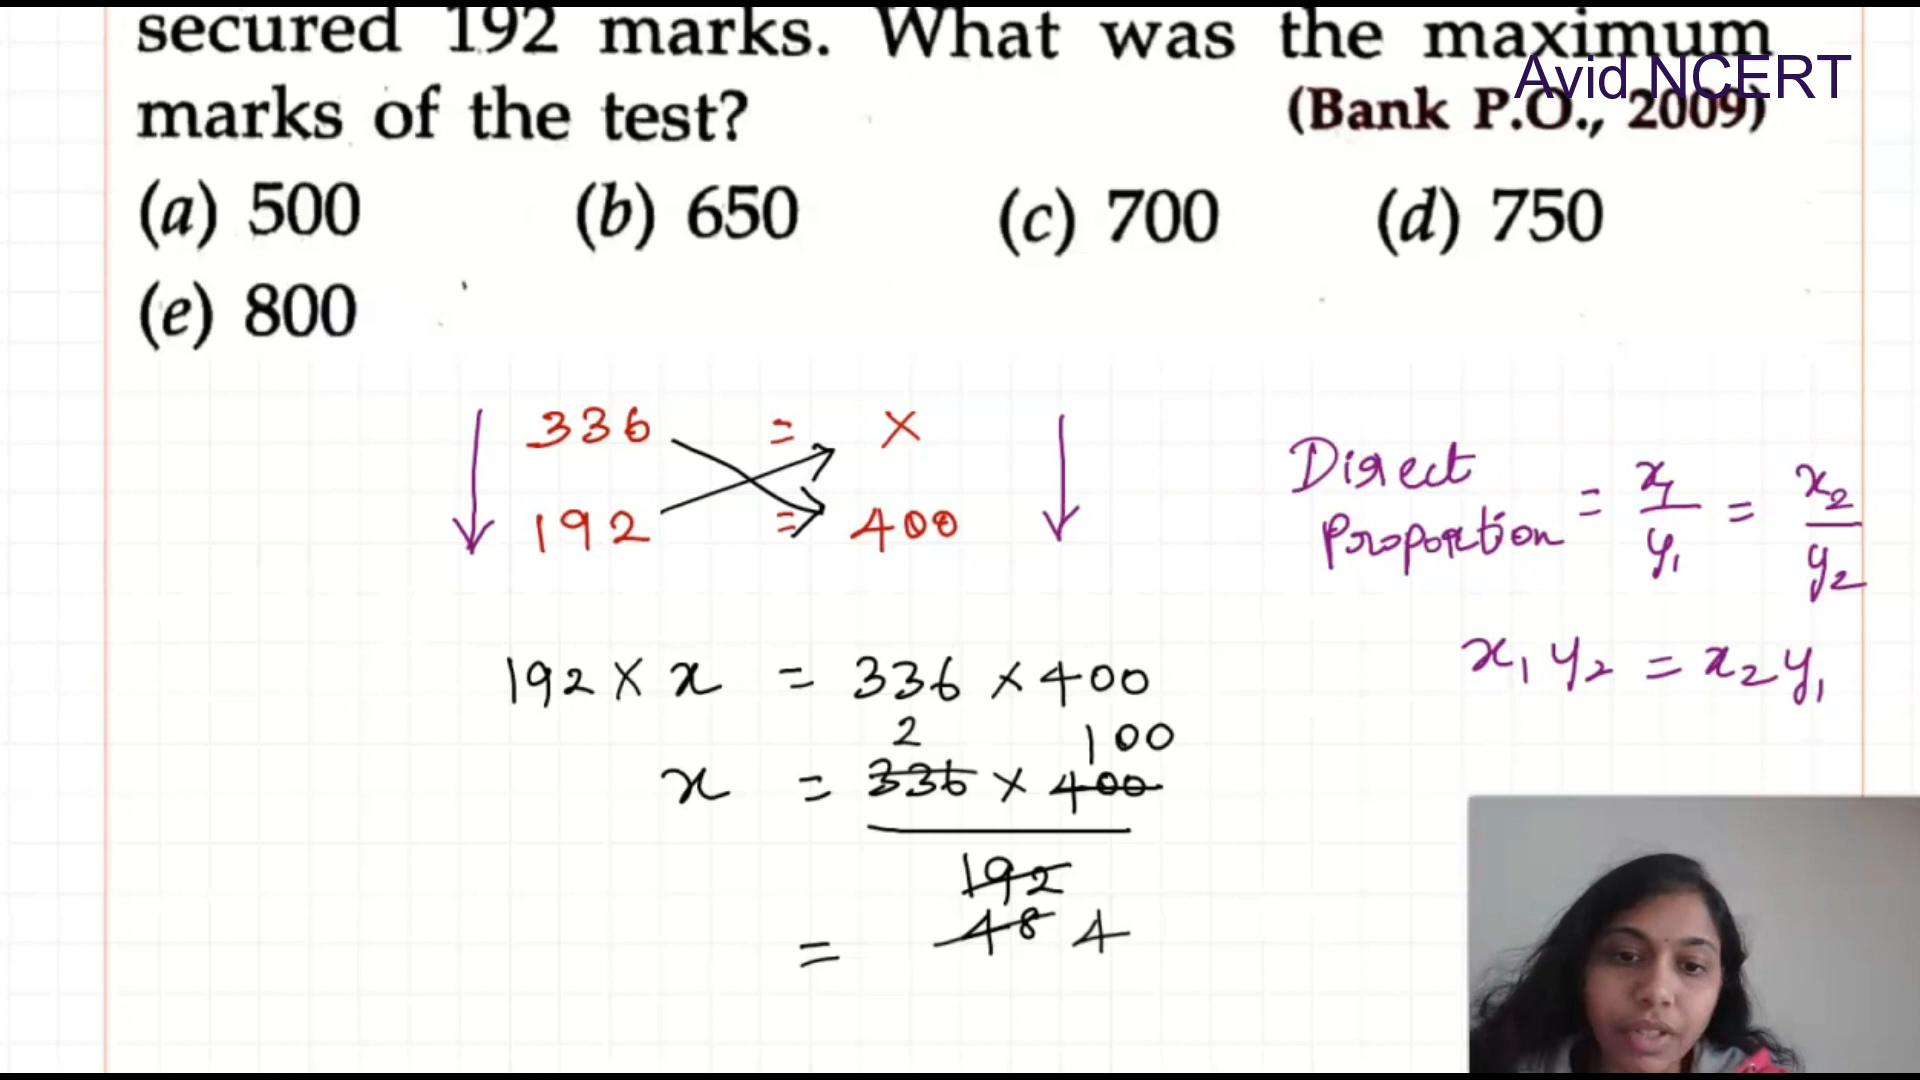 secured 192 marks. What was the maximum
Avid NCERT
marks of the test? (Bank P.O., 2009)
(a) 500 (b) 650 (c) 700 (d) 750
(e) 800
336 = x
192 = 400
Direct Proportion = x₁/y₁ = x₂/y₂
x₁ y₂ = x₂ y₁
192 × x = 336 × 400
2 100
x = 336 × 400
192
= 48 4